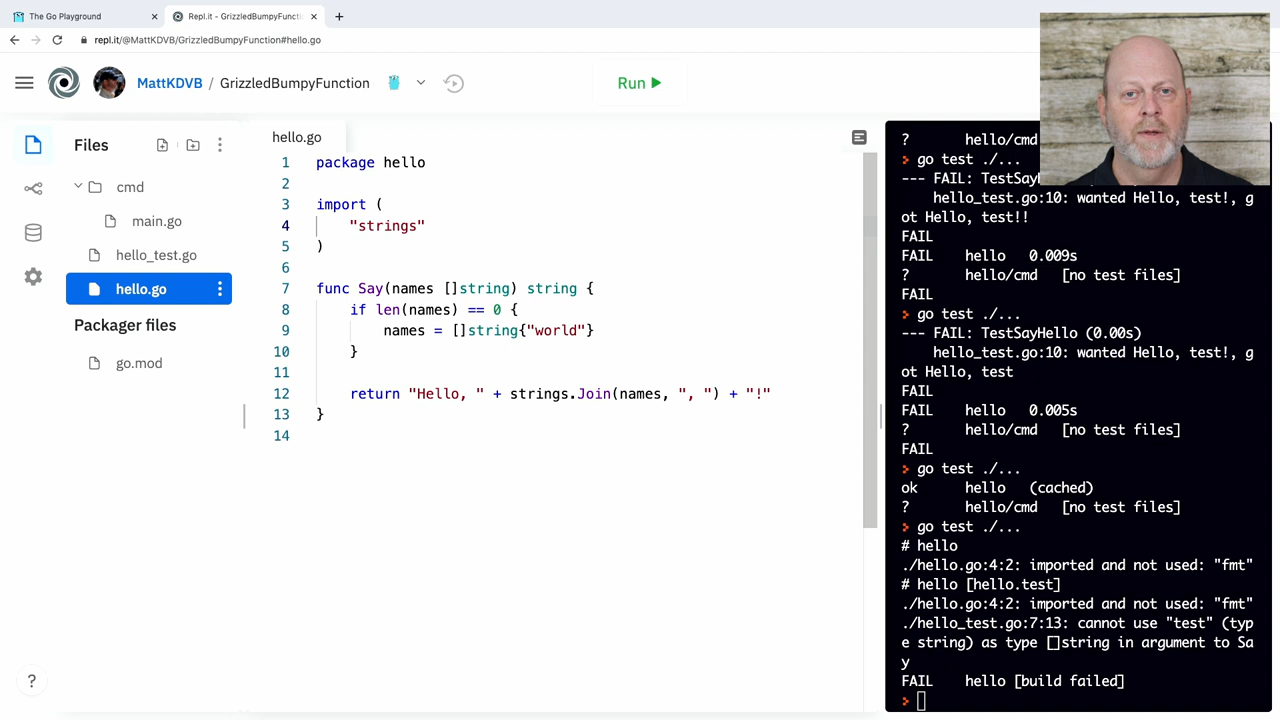 The Go Playground
Repl.it - GrizzledBumpyFuncti
repl.it/@MattKDVB/GrizzledBumpyFunction#hello.go
MattKDVB / GrizzledBumpyFunction
Run
Files
cmd
main.go
hello_test.go
hello.go
Packager files
go.mod
?
hello.go
1 package hello
2
3 import (
4 "strings"
5 )
6
7 func Say(names []string) string {
8 if len(names) == 0 {
9 names = []string{"world"}
10 }
11
12 return "Hello, " + strings.Join(names, ", ") + "!"
13 }
14
? hello/cmd
> go test ./...
--- FAIL: TestSayH
hello_test.go:10: wanted Hello, test!, g
ot Hello, test!!
FAIL
FAIL hello 0.009s
? hello/cmd [no test files]
FAIL
> go test ./...
--- FAIL: TestSayHello (0.00s)
hello_test.go:10: wanted Hello, test!, g
ot Hello, test
FAIL
FAIL hello 0.005s
? hello/cmd [no test files]
FAIL
> go test ./...
ok hello (cached)
? hello/cmd [no test files]
> go test ./...
# hello
./hello.go:4:2: imported and not used: "fmt"
# hello [hello.test]
./hello.go:4:2: imported and not used: "fmt"
./hello_test.go:7:13: cannot use "test" (typ
e string) as type []string in argument to Sa
y
FAIL hello [build failed]
>